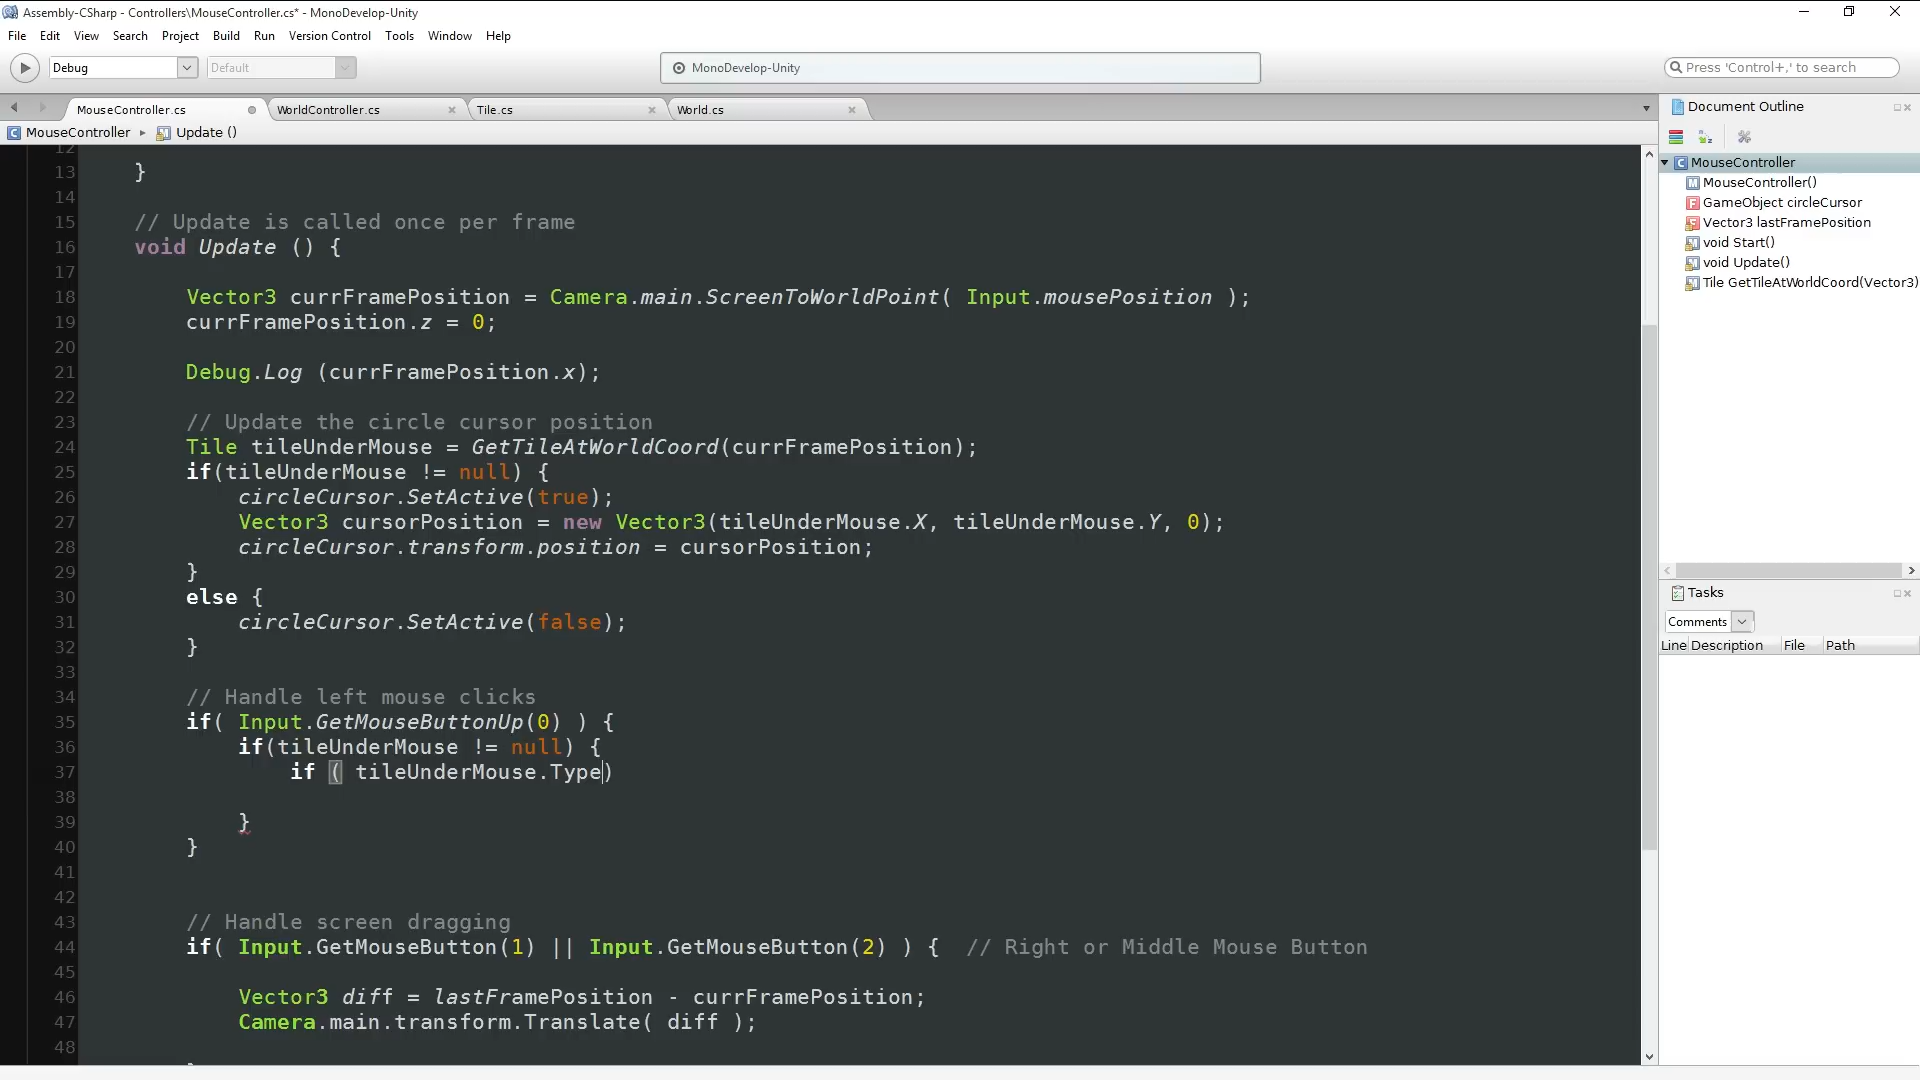 Assembly-CSharp - Controllers\MouseController.cs* - MonoDevelop-Unity
File Edit View Search Project Build Run Version Control Tools Window Help
Debug Default MonoDevelop-Unity Press 'Control+,' to search
MouseController.cs WorldController.cs Tile.cs World.cs
MouseController Update ()
12
13 }
14
15 // Update is called once per frame
16 void Update () {
17
18 Vector3 currFramePosition = Camera.main.ScreenToWorldPoint( Input.mousePosition );
19 currFramePosition.z = 0;
20
21 Debug.Log (currFramePosition.x);
22
23 // Update the circle cursor position
24 Tile tileUnderMouse = GetTileAtWorldCoord(currFramePosition);
25 if(tileUnderMouse != null) {
26 circleCursor.SetActive(true);
27 Vector3 cursorPosition = new Vector3(tileUnderMouse.X, tileUnderMouse.Y, 0);
28 circleCursor.transform.position = cursorPosition;
29 }
30 else {
31 circleCursor.SetActive(false);
32 }
33
34 // Handle left mouse clicks
35 if( Input.GetMouseButtonUp(0) ) {
36 if(tileUnderMouse != null) {
37 if ( tileUnderMouse.Type)
38
39 }
40 }
41
42
43 // Handle screen dragging
44 if( Input.GetMouseButton(1) || Input.GetMouseButton(2) ) { // Right or Middle Mouse Button
45
46 Vector3 diff = lastFramePosition - currFramePosition;
47 Camera.main.transform.Translate( diff );
48
Document Outline
MouseController
MouseController()
GameObject circleCursor
Vector3 lastFramePosition
void Start()
void Update()
Tile GetTileAtWorldCoord(Vector3)
Tasks
Comments
Line Description File Path